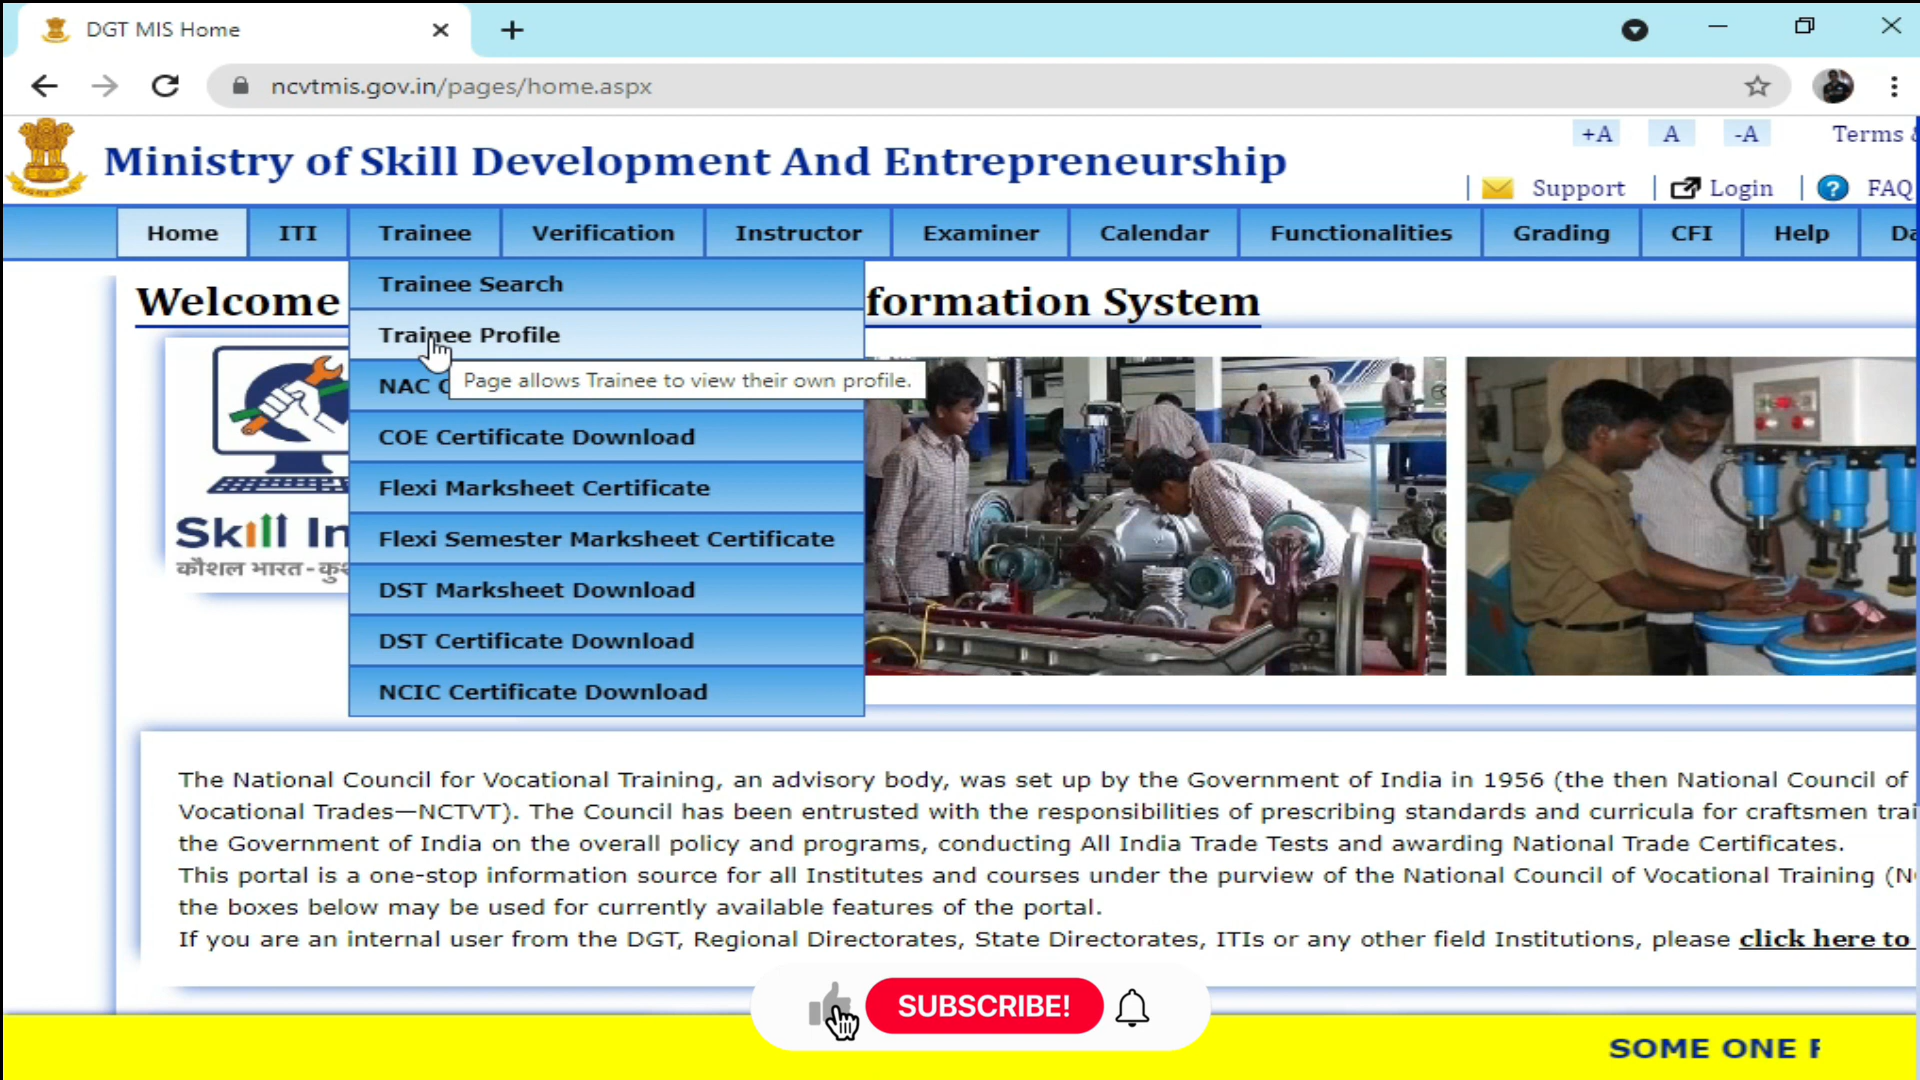 DGT MIS Home
ncvtmis.gov.in/pages/home.aspx
+A A -A Terms
Ministry of Skill Development And Entrepreneurship
Support Login ? FAQ
Home ITI Trainee Verification Instructor Examiner Calendar Functionalities Grading CFI Help Da
Trainee Search
Welcome formation System
Trainee Profile
Page allows Trainee to view their own profile.
NAC C
COE Certificate Download
Flexi Marksheet Certificate
Skill In
Flexi Semester Marksheet Certificate
कौशल भारत-कुश
DST Marksheet Download
DST Certificate Download
NCIC Certificate Download
The National Council for Vocational Training, an advisory body, was set up by the Government of India in 1956 (the then National Council of
Vocational Trades—NCTVT). The Council has been entrusted with the responsibilities of prescribing standards and curricula for craftsmen trai
the Government of India on the overall policy and programs, conducting All India Trade Tests and awarding National Trade Certificates.
This portal is a one-stop information source for all Institutes and courses under the purview of the National Council of Vocational Training (N
the boxes below may be used for currently available features of the portal.
If you are an internal user from the DGT, Regional Directorates, State Directorates, ITIs or any other field Institutions, please click here to
SUBSCRIBE!
SOME ONE